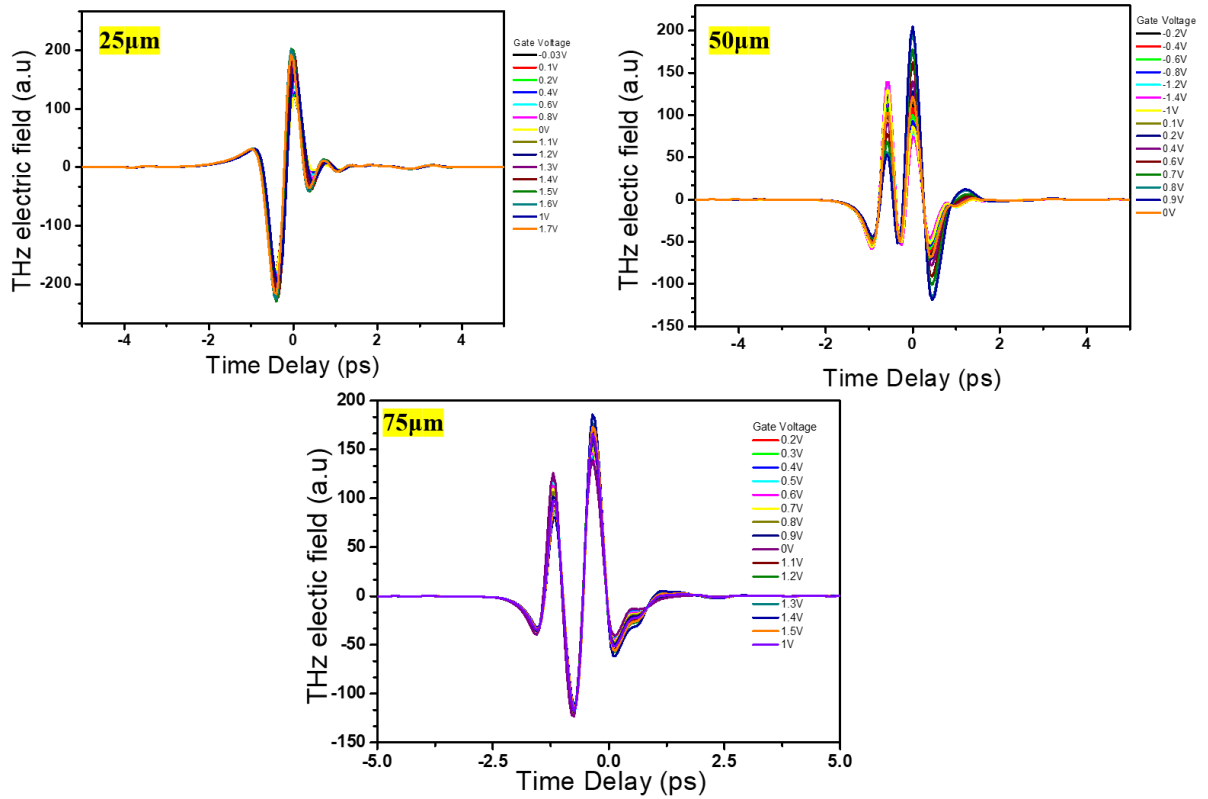 25µm
THz electric field (a.u)
200
100
0
-100
-200
-4
-2
0
2
4
Time Delay (ps)
Gate Voltage
-0.03V
0.1V
0.2V
0.4V
0.6V
0.8V
0V
1.1V
1.2V
1.3V
1.4V
1.5V
1.6V
1V
1.7V
50µm
THz electic field (a.u)
200
150
100
50
0
-50
-100
-150
-4
-2
0
2
4
Time Delay (ps)
Gate Voltage
-0.2V
-0.4V
-0.6V
-0.8V
-1.2V
-1.4V
-1V
0.1V
0.2V
0.4V
0.6V
0.7V
0.8V
0.9V
0V
75µm
THz electic field (a.u)
200
150
100
50
0
-50
-100
-150
-5.0
-2.5
0.0
2.5
5.0
Time Delay (ps)
Gate Voltage
0.2V
0.3V
0.4V
0.5V
0.6V
0.7V
0.8V
0.9V
0V
1.1V
1.2V
1.3V
1.4V
1.5V
1V